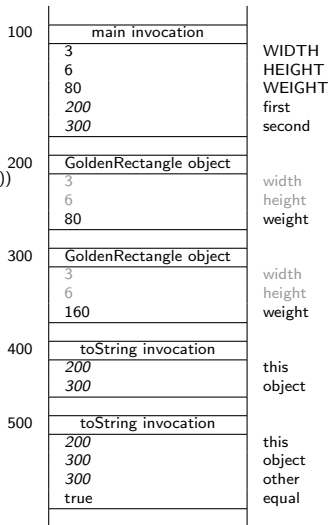 100 main invocation
3 WIDTH
6 HEIGHT
80 WEIGHT
200 first
300 second
200 GoldenRectangle object
))
3 width
6 height
80 weight
300 GoldenRectangle object
3 width
6 height
160 weight
400 toString invocation
200 this
300 object
500 toString invocation
200 this
300 object
300 other
true equal